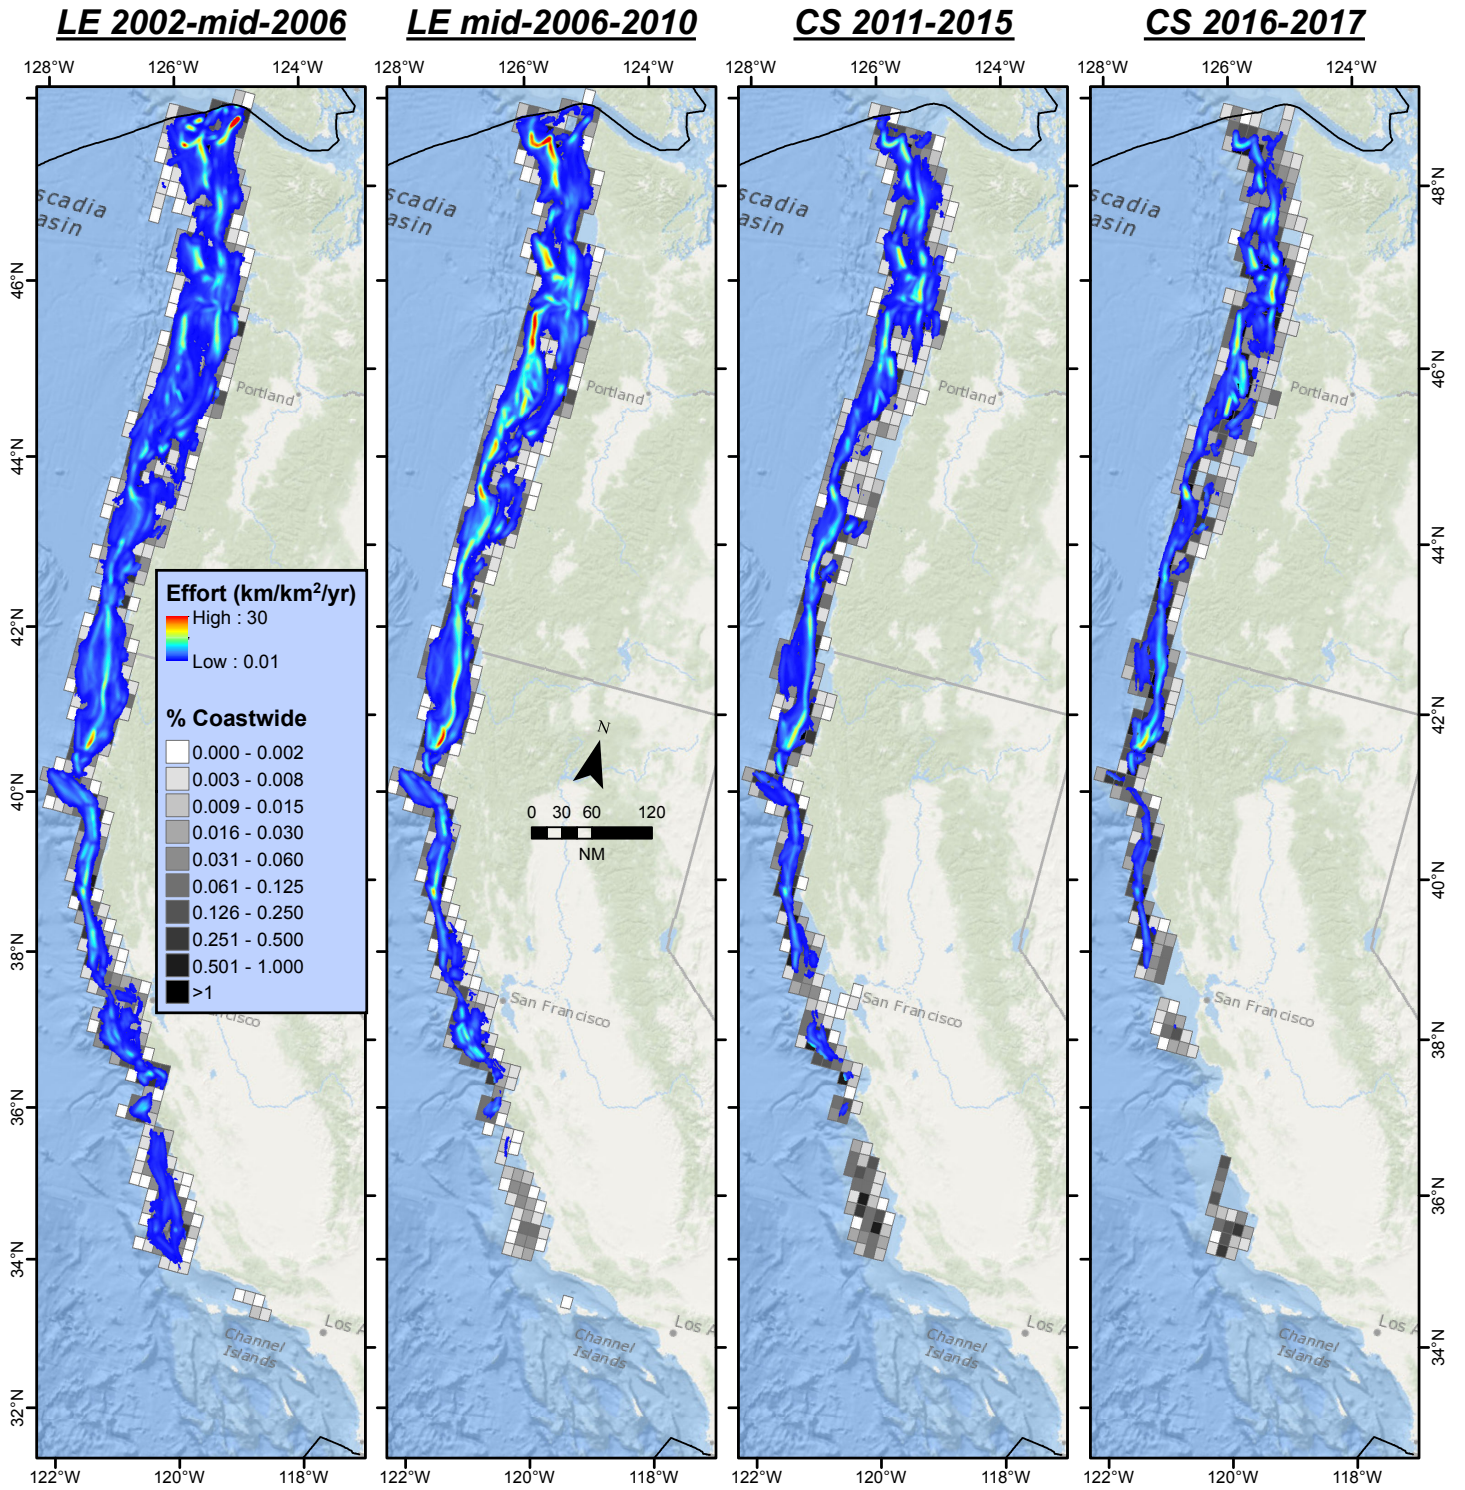 LE 2002-mid-2006
LE mid-2006-2010
CS 2011-2015
CS 2016-2017
128°W 126°W 124°W
128°W 126°W 124°W
128°W 126°W 124°W
128°W 126°W 124°W
scadia
asin
scadia
asin
scadia
asin
scadia
asin
48°N
46°N
46°N
Portland
Portland
Portland
Portland
44°N
44°N
42°N
42°N
40°N
40°N
38°N
38°N
36°N
36°N
34°N
34°N
32°N
Effort (km/km²/yr)
High : 30
Low : 0.01
% Coastwide
0.000 - 0.002
0.003 - 0.008
0.009 - 0.015
0.016 - 0.030
0.031 - 0.060
0.061 - 0.125
0.126 - 0.250
0.251 - 0.500
0.501 - 1.000
>1
N
0 30 60 120
NM
cisco
San Francisco
San Francisco
San Francisco
Channel
Islands
Los A
Channel
Islands
Los A
Channel
Islands
Los A
Channel
Islands
Los A
122°W 120°W 118°W
122°W 120°W 118°W
122°W 120°W 118°W
122°W 120°W 118°W